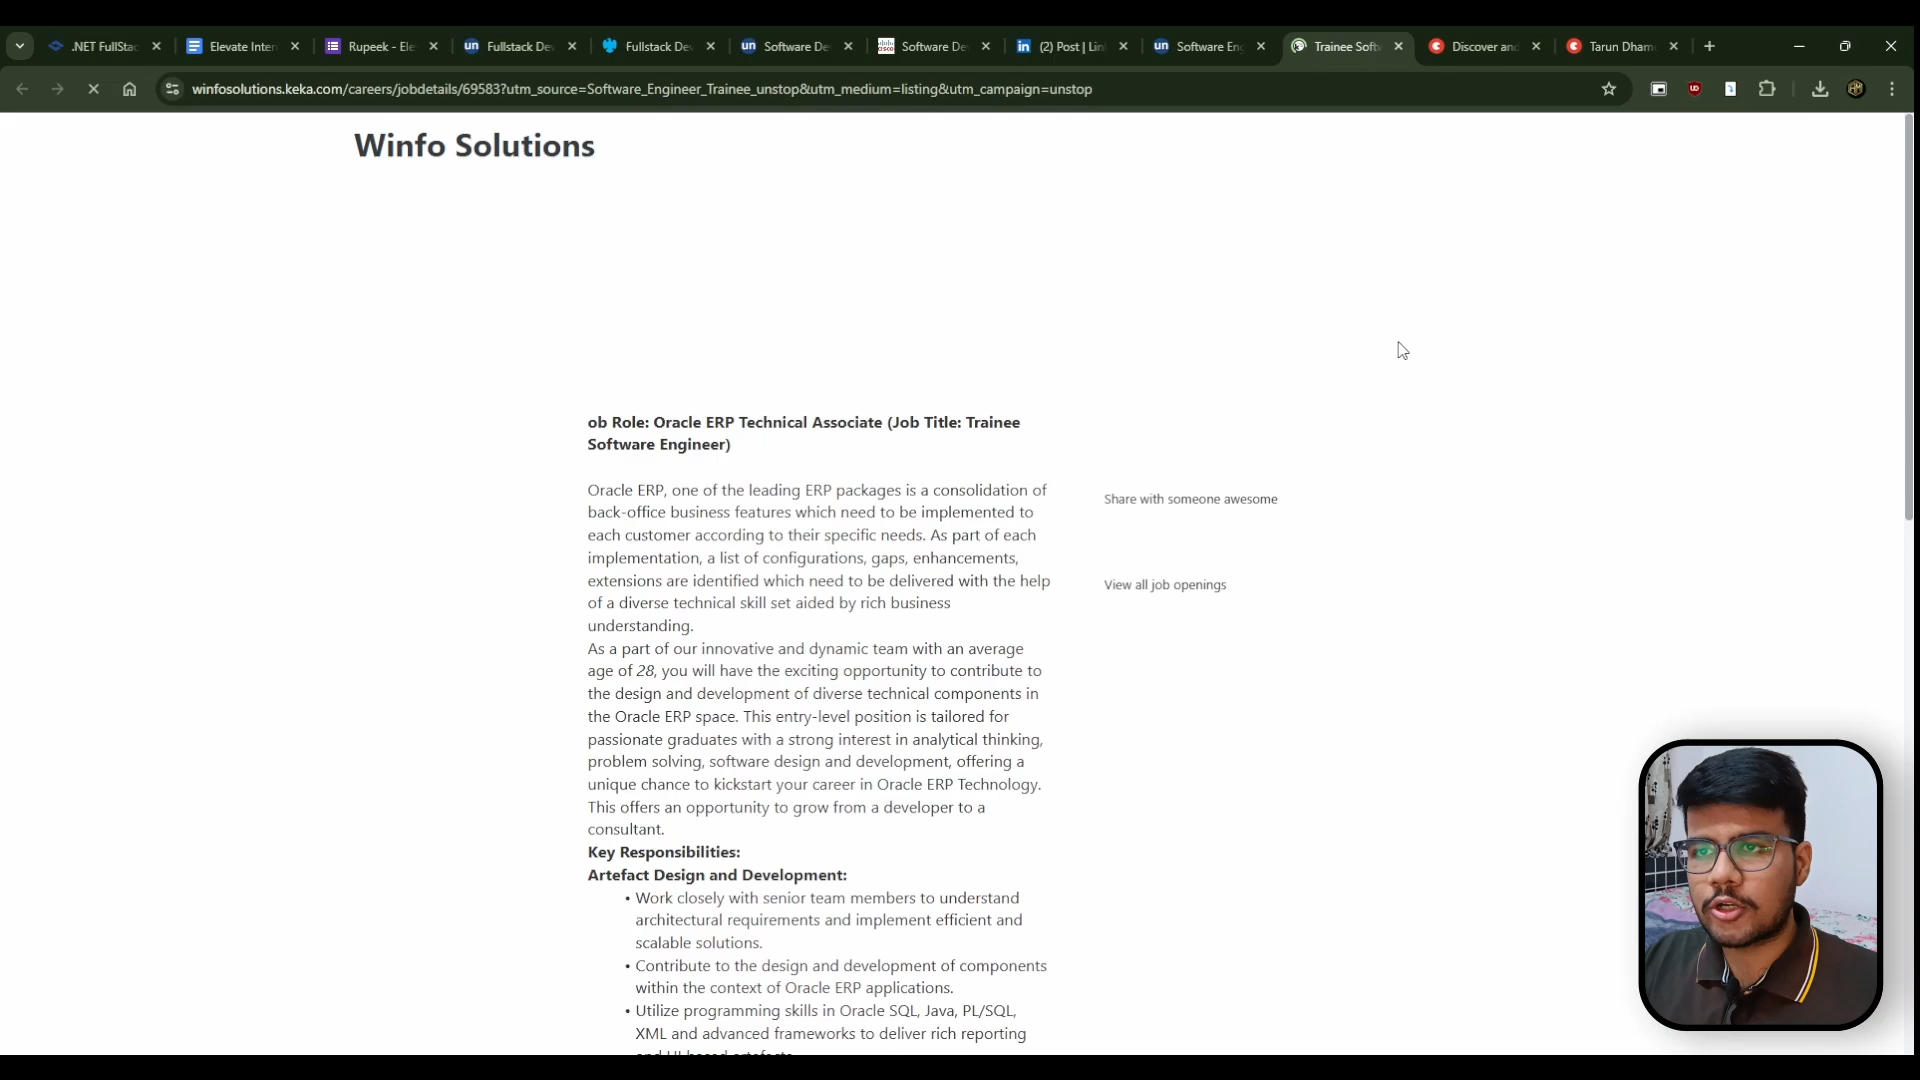 .NET FullStac
Elevate Inter
Rupeek - Ele
un
Fullstack De
Fullstack De
un
Software De
Software De
(2) Post | Lin
un
Software En
Trainee Soft
Discover and
Tarun Dham
winfosolutions.keka.com/careers/jobdetails/69583?utm_source=Software_Engineer_Trainee_unstop&utm_medium=listing&utm_campaign=unstop
Winfo Solutions
ob Role: Oracle ERP Technical Associate (Job Title: Trainee
Software Engineer)
Oracle ERP, one of the leading ERP packages is a consolidation of
back-office business features which need to be implemented to
each customer according to their specific needs. As part of each
implementation, a list of configurations, gaps, enhancements,
extensions are identified which need to be delivered with the help
of a diverse technical skill set aided by rich business
understanding.
As a part of our innovative and dynamic team with an average
age of 28, you will have the exciting opportunity to contribute to
the design and development of diverse technical components in
the Oracle ERP space. This entry-level position is tailored for
passionate graduates with a strong interest in analytical thinking,
problem solving, software design and development, offering a
unique chance to kickstart your career in Oracle ERP Technology.
This offers an opportunity to grow from a developer to a
consultant.
Key Responsibilities:
Artefact Design and Development:
• Work closely with senior team members to understand
architectural requirements and implement efficient and
scalable solutions.
• Contribute to the design and development of components
within the context of Oracle ERP applications.
• Utilize programming skills in Oracle SQL, Java, PL/SQL,
XML and advanced frameworks to deliver rich reporting
Share with someone awesome
View all job openings